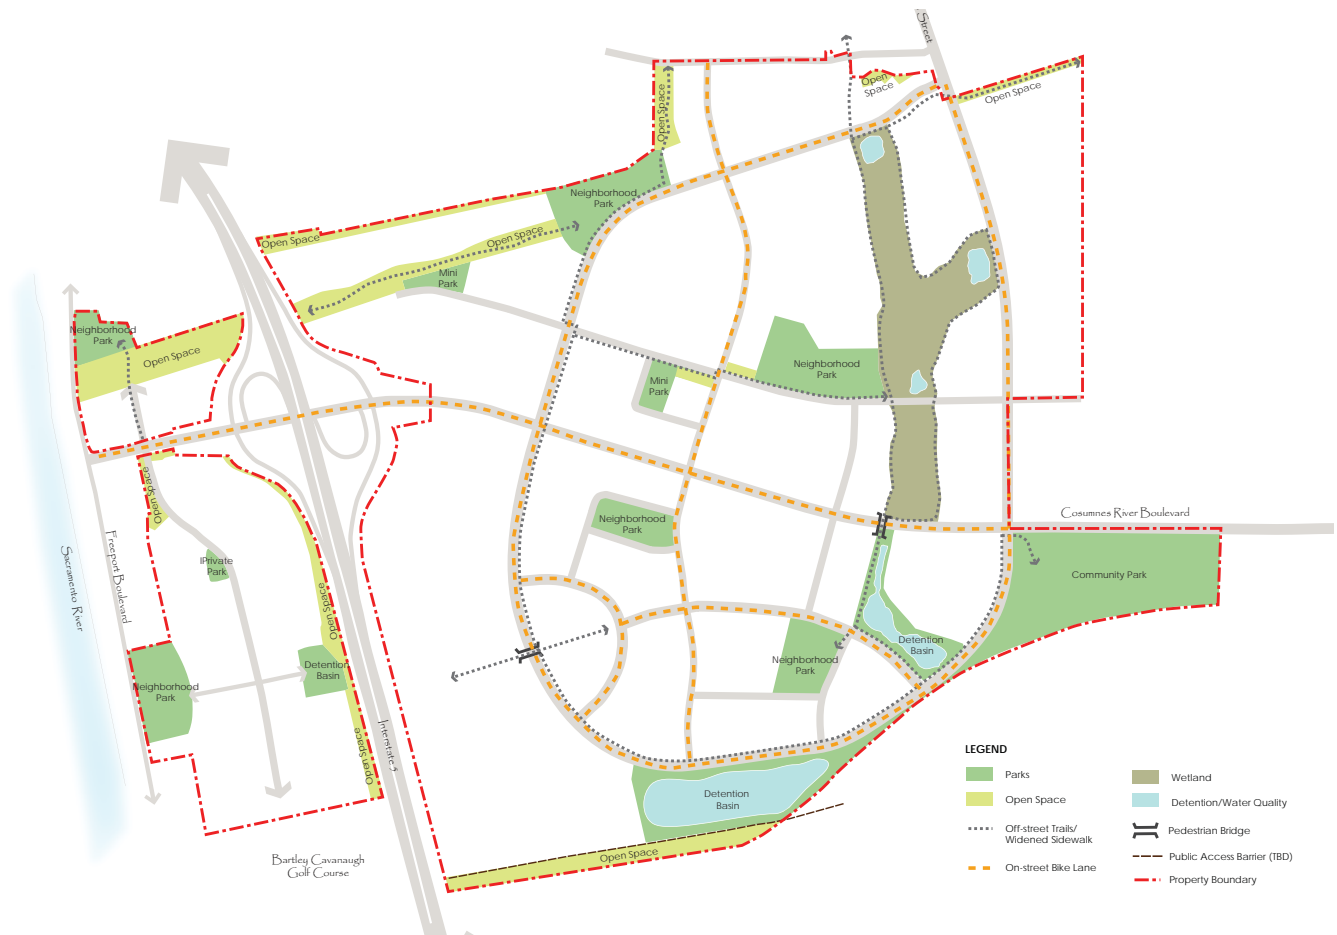 Street
Open
Space
Open Space
Open Space
Neighborhood
Park
Open Space
Open Space
Mini
Park
Neighborhood
Park
Open Space
Mini
Park
Neighborhood
Park
Open Space
Neighborhood
Park
Cosumnes River Boulevard
Sacramento River
Freeport Boulevard
IPrivate
Park
Community Park
Open Space
Detention
Basin
Neighborhood
Park
Detention
Basin
Neighborhood
Park
Open Space
Interstate 5
Detention
Basin
Open Space
Bartley Cavanaugh
Golf Course
LEGEND
Parks
Open Space
Off-street Trails/
Widened Sidewalk
On-street Bike Lane
Wetland
Detention/Water Quality
Pedestrian Bridge
Public Access Barrier (TBD)
Property Boundary